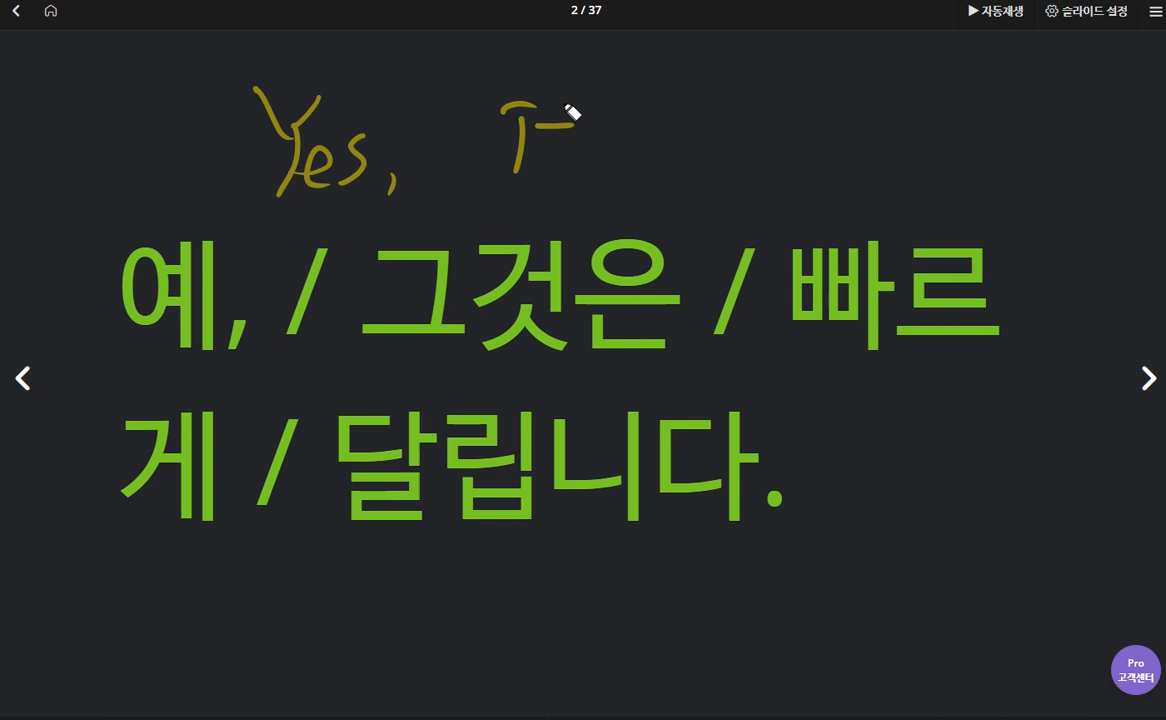 2 / 37
자동재생
슬라이드 설정
Yes,
예, / 그것은 / 빠르
게 / 달립니다.
Pro
고객센터